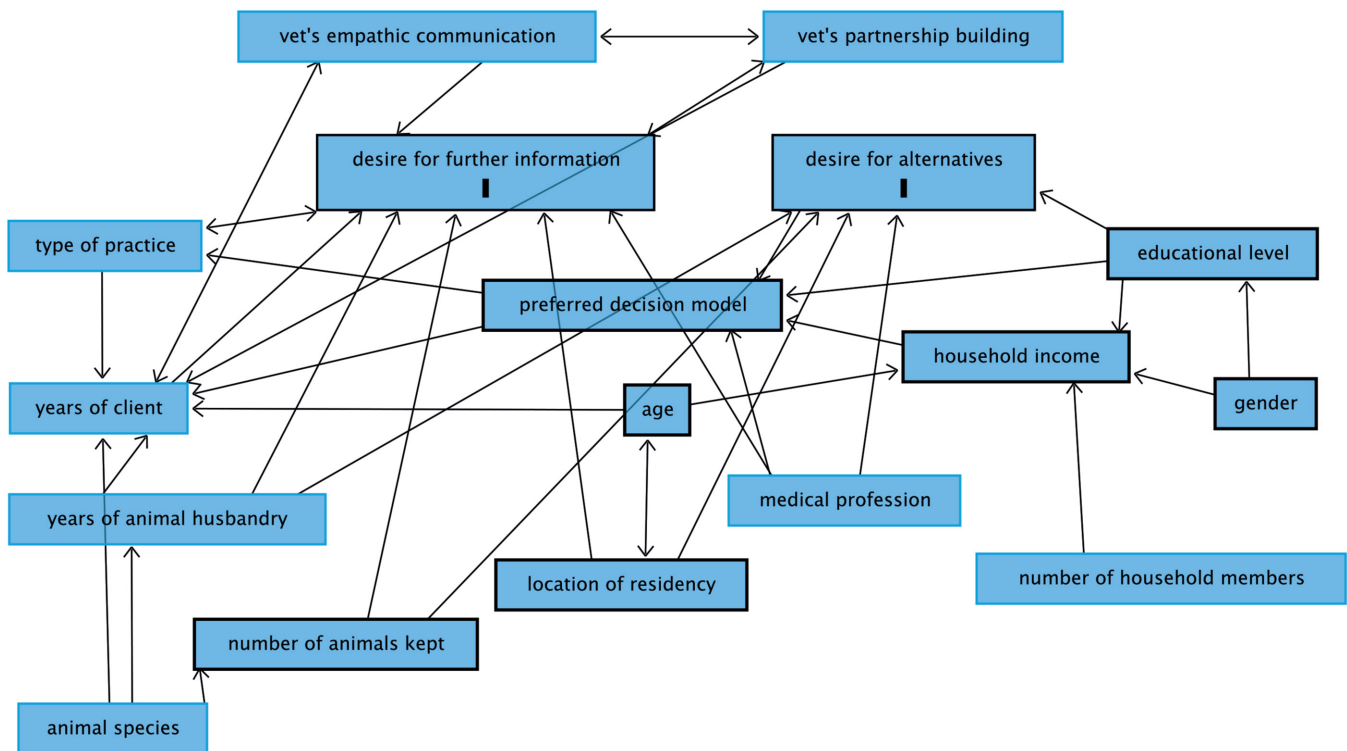 vet's empathic communication
vet's partnership building
desire for further information
desire for alternatives
type of practice
educational level
preferred decision model
household income
years of client
age
gender
years of animal husbandry
medical profession
location of residency
number of household members
number of animals kept
animal species